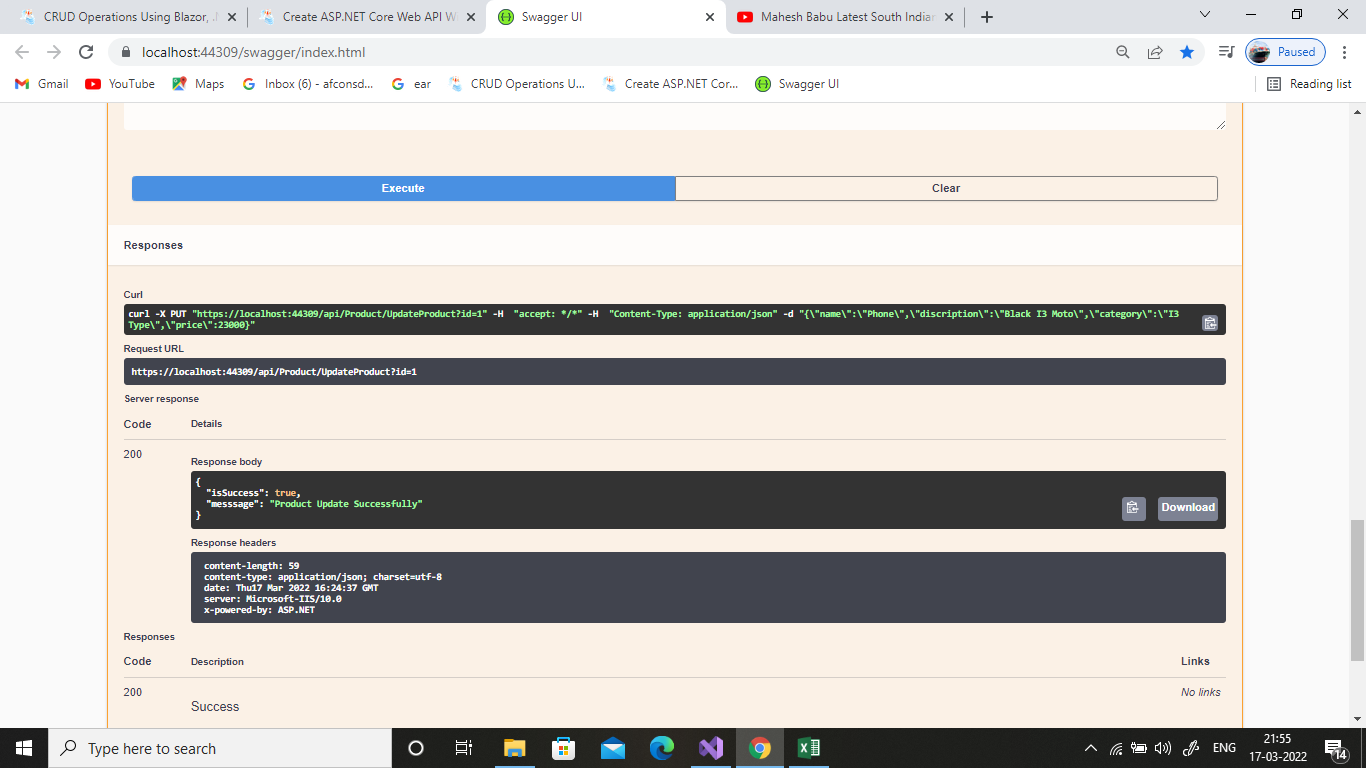 CRUD Operations Using Blazor, .N
Create ASP.NET Core Web API W
Swagger UI
Mahesh Babu Latest South Indian
localhost:44309/swagger/index.html
Paused
Gmail
YouTube
Maps
Inbox (6) - afconsd...
ear
CRUD Operations U...
Create ASP.NET Cor...
Swagger UI
Reading list
Execute
Clear
Responses
Curl
curl -X PUT "https://localhost:44309/api/Product/UpdateProduct?id=1" -H  "accept: */*" -H  "Content-Type: application/json" -d "{\"name\":\"Phone\",\"discription\":\"Black I3 Moto\",\"category\":\"I3
Type\",\"price\":23000}"
Request URL
https://localhost:44309/api/Product/UpdateProduct?id=1
Server response
Code
Details
200
Response body
{
"isSuccess": true,
"messsage": "Product Update Successfully"
}
Download
Response headers
content-length: 59
content-type: application/json; charset=utf-8
date: Thu17 Mar 2022 16:24:37 GMT
server: Microsoft-IIS/10.0
x-powered-by: ASP.NET
Responses
Code
Description
Links
200
Success
No links
Type here to search
ENG
21:55
17-03-2022
14